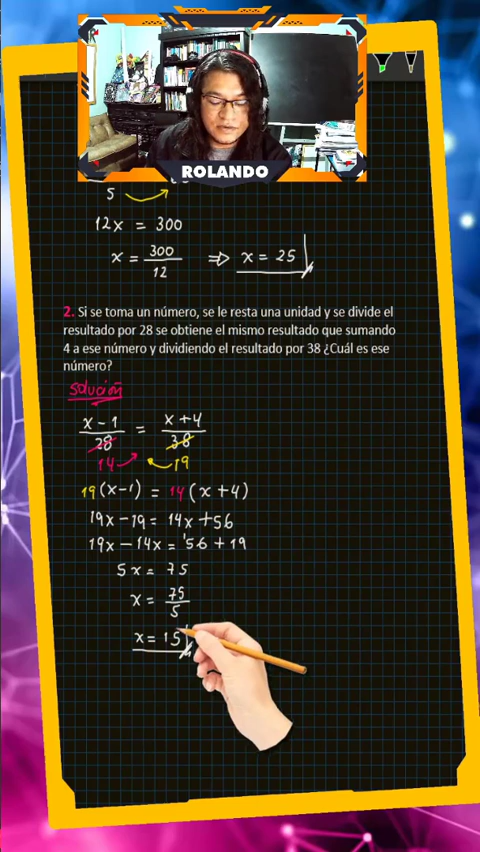 ROLANDO
5
12x = 300
x = 300/12 ⇒ x = 25
2. Si se toma un número, se le resta una unidad y se divide el
resultado por 28 se obtiene el mismo resultado que sumando
4 a ese número y dividiendo el resultado por 38 ¿Cuál es ese
número?
Solución
x - 1/28 = x + 4/38
14 19
19(x-1) = 14(x+4)
19x - 19 = 14x + 56
19x - 14x = 56 + 19
5x = 75
x = 75/5
x = 15